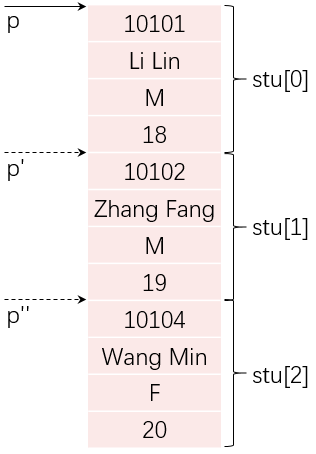 p
10101
Li Lin
M
18
stu[0]
p'
10102
Zhang Fang
M
19
stu[1]
p''
10104
Wang Min
F
20
stu[2]